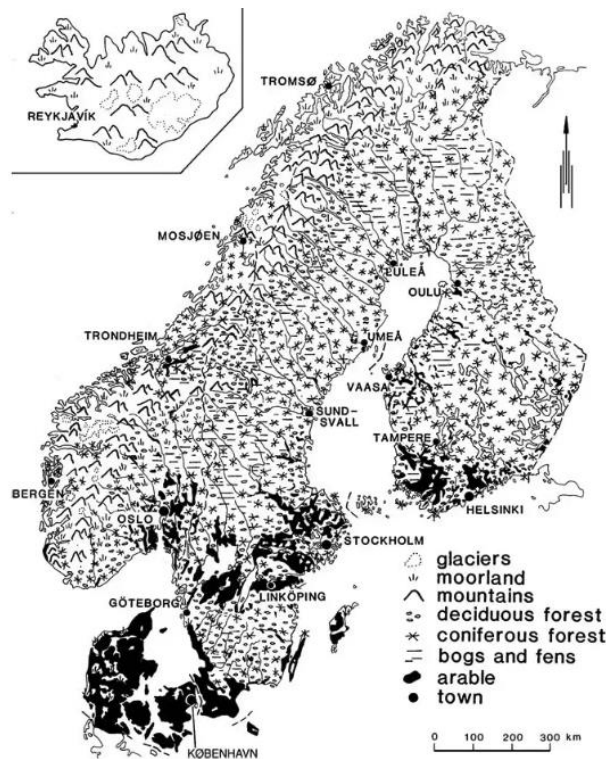 REYKJAVÍK
TROMSØ
MOSJØEN
LULEÅ
OULU
TRONDHEIM
UMEÅ
VAASA
SUND-
SVALL
TAMPERE
BERGEN
OSLO
HELSINKI
STOCKHOLM
LINKÖPING
GÖTEBORG
KØBENHAVN
glaciers
moorland
mountains
deciduous forest
coniferous forest
bogs and fens
arable
town
0 100 200 300 km